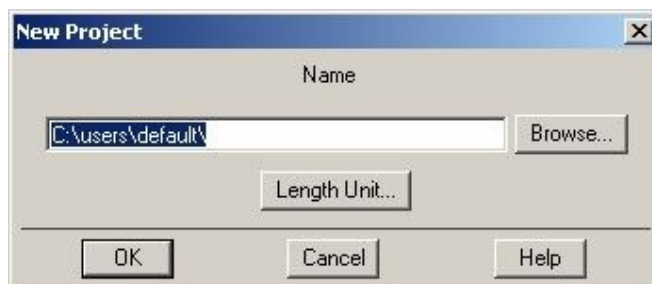 New Project
Name
C:\users\default\
Browse...
Length Unit...
OK Cancel Help